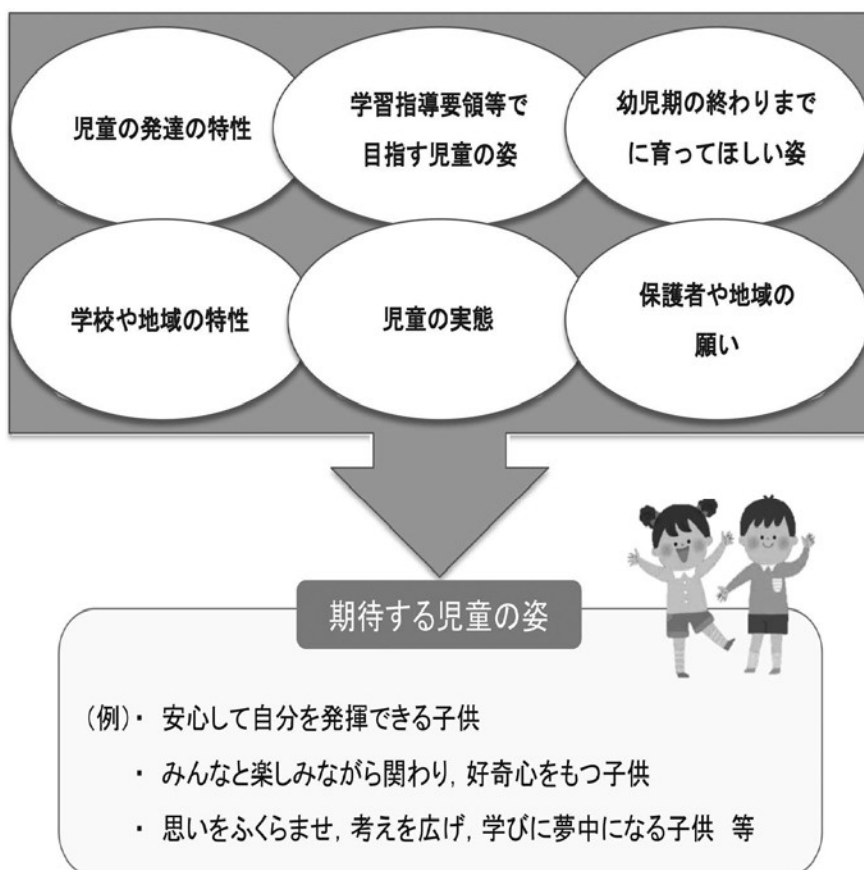 児童の発達の特性
学習指導要領等で
目指す児童の姿
幼児期の終わりまで
に育ってほしい姿
学校や地域の特性
児童の実態
保護者や地域の
願い
期待する児童の姿
（例）・ 安心して自分を発揮できる子供
・ みんなと楽しみながら関わり，好奇心をもつ子供
・ 思いをふくらませ，考えを広げ，学びに夢中になる子供 等